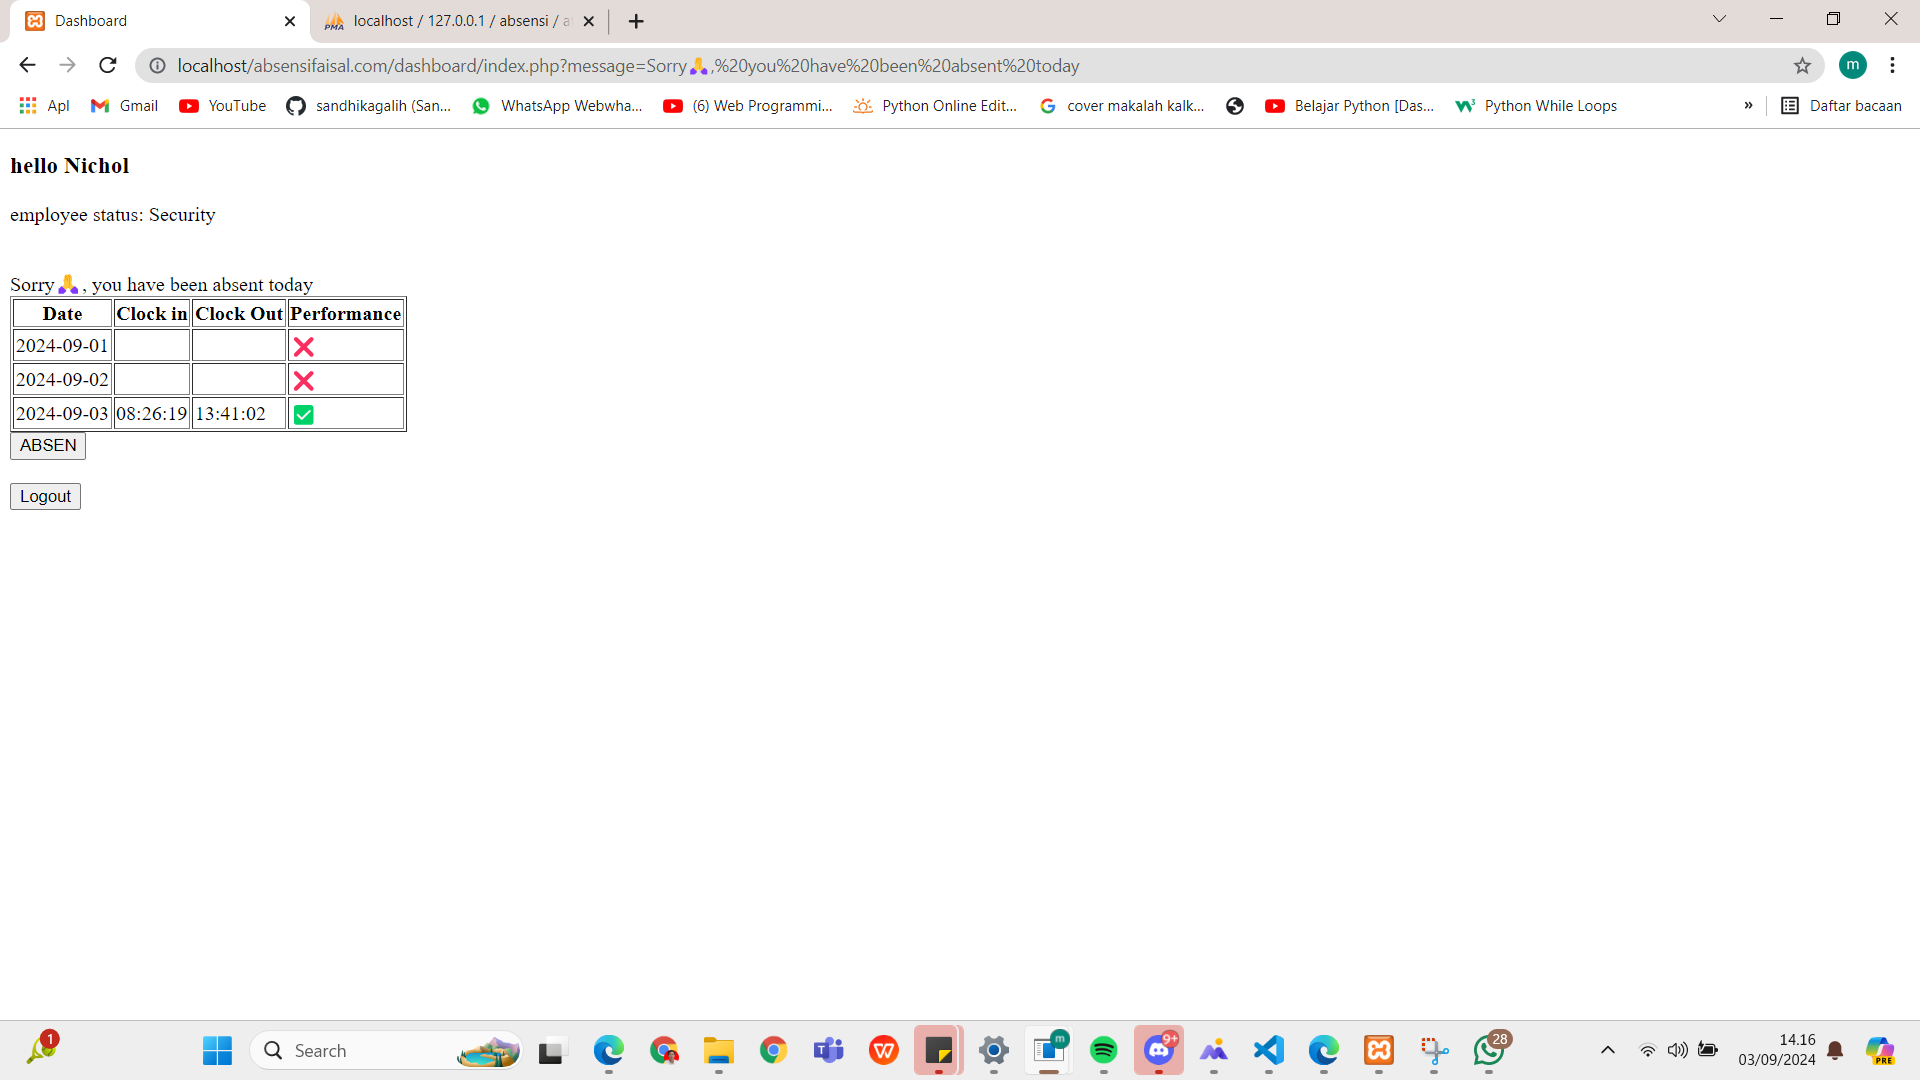 Dashboard
localhost / 127.0.0.1 / absensi / a
localhost/absensifaisal.com/dashboard/index.php?message=Sorry🙏,%20you%20have%20been%20absent%20today
m
Apl
Gmail
YouTube
sandhikagalih (San...
WhatsApp Webwha...
(6) Web Programmi...
Python Online Edit...
cover makalah kalk...
Belajar Python [Das...
Python While Loops
»
Daftar bacaan
hello Nichol
employee status: Security
Sorry🙏, you have been absent today
Date Clock in Clock Out Performance
2024-09-01 ❌
2024-09-02 ❌
2024-09-03 08:26:19 13:41:02 ✅
ABSEN
Logout
1
Search
m
9+
28
14.16
03/09/2024
PRE